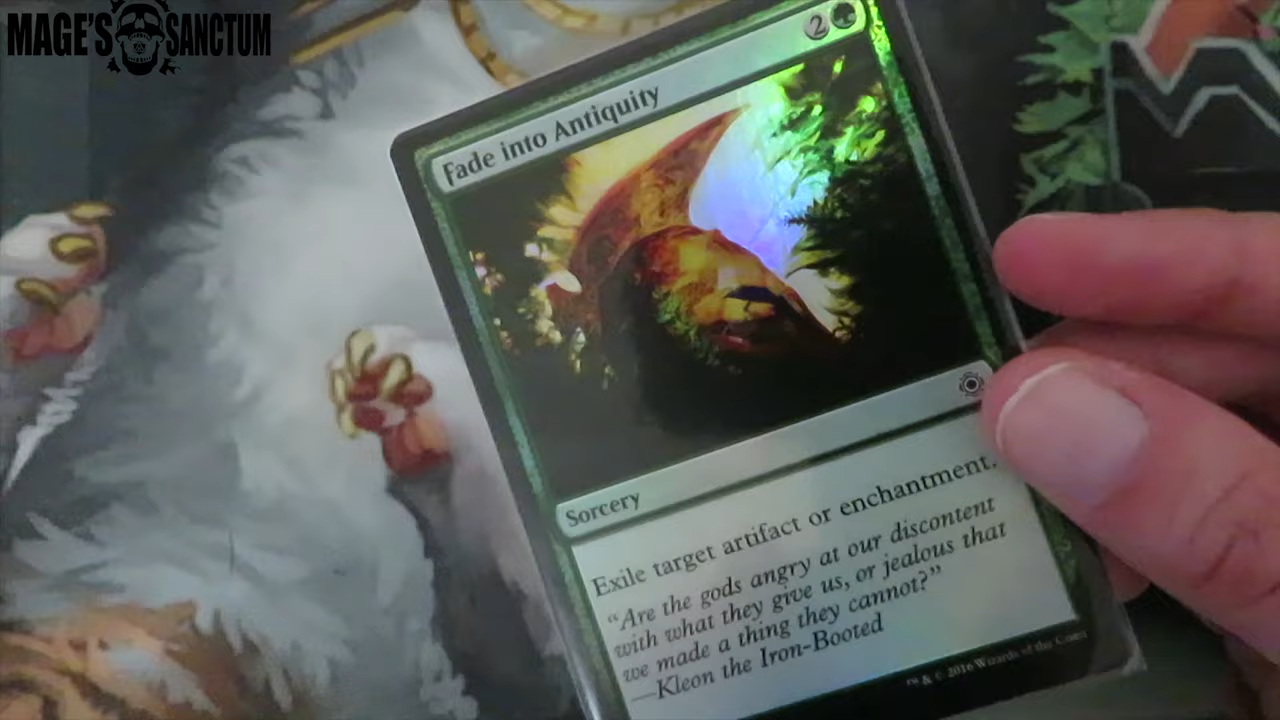 MAGE'S SANCTUM
Fade into Antiquity 2
Sorcery
Exile target artifact or enchantment.
"Are the gods angry at our discontent
with what they give us, or jealous that
we made a thing they cannot?"
—Kleon the Iron-Booted
™ & © 2016 Wizards of the Coast